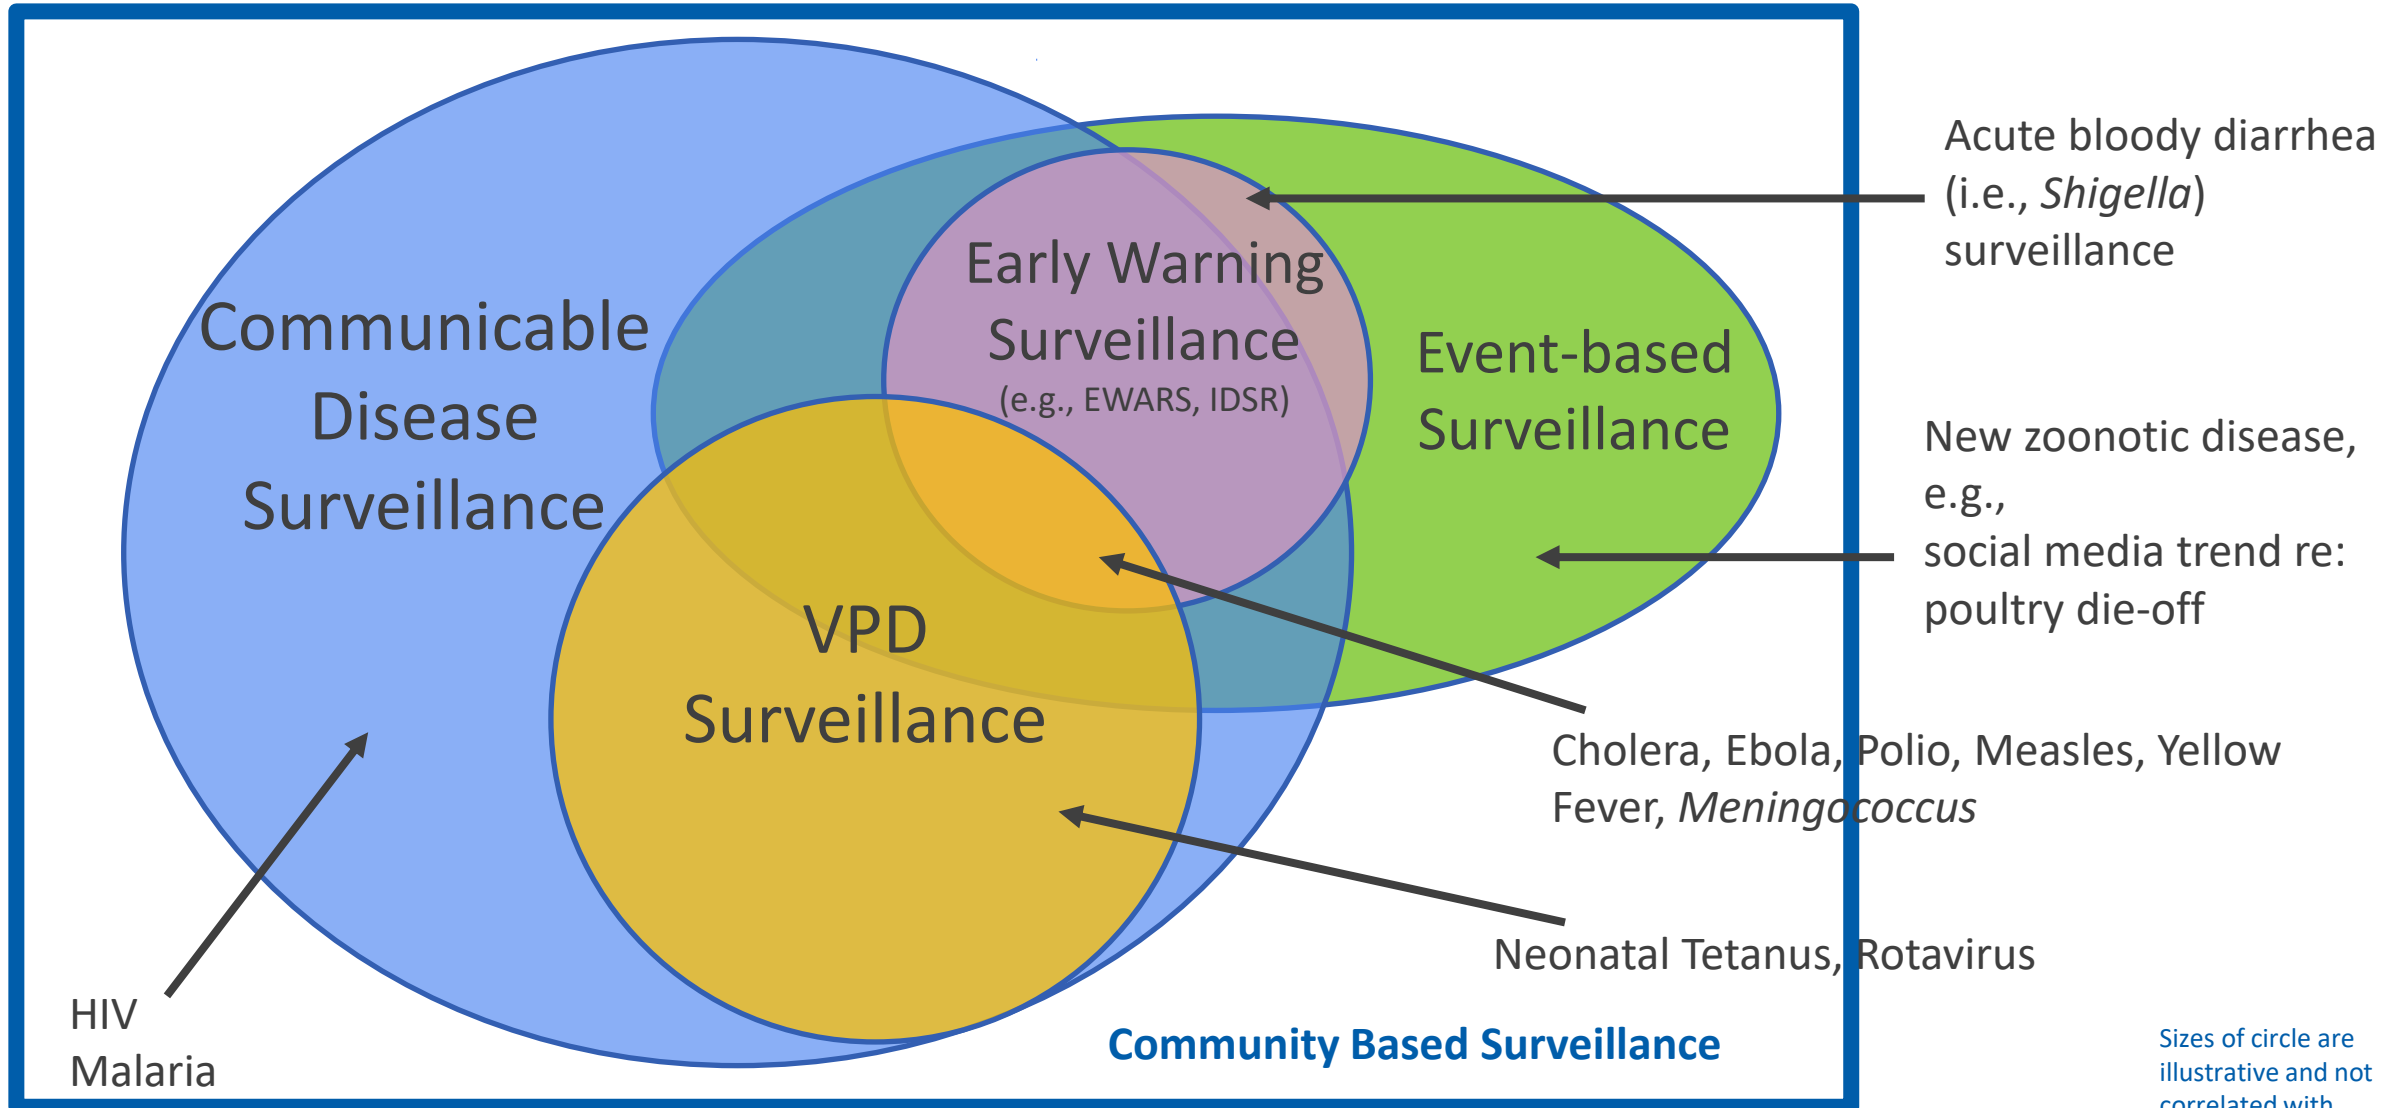 Communicable
Disease
Surveillance
Early Warning
Surveillance
(e.g., EWARS, IDSR)
Event-based
Surveillance
VPD
Surveillance
Acute bloody diarrhea
(i.e., Shigella)
surveillance
New zoonotic disease,
e.g.,
social media trend re:
poultry die-off
Cholera, Ebola, Polio, Measles, Yellow
Fever, Meningococcus
Neonatal Tetanus, Rotavirus
HIV
Malaria
Community Based Surveillance
Sizes of circle are
illustrative and not
correlated with